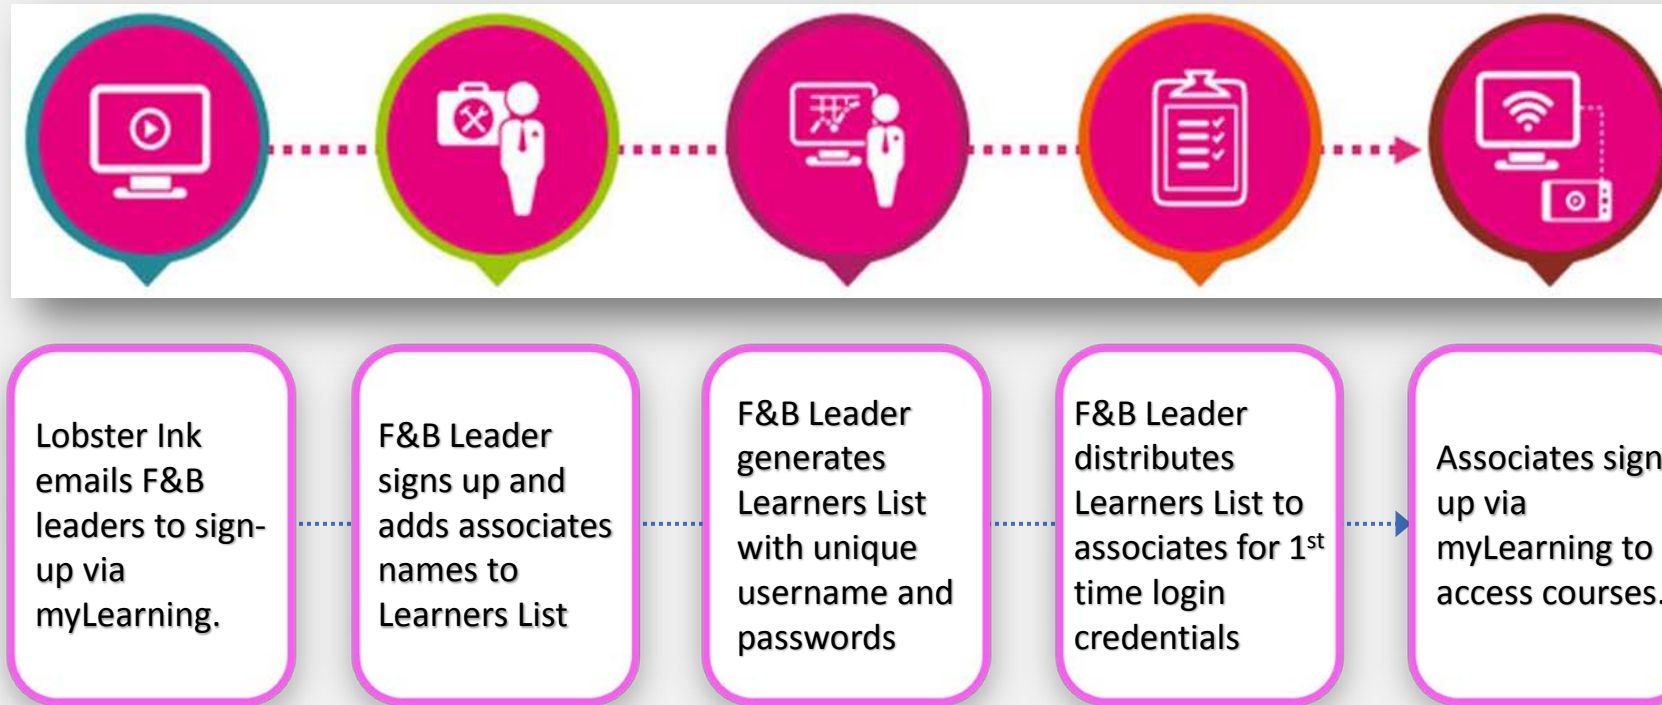 Lobster Ink
emails F&B
leaders to sign-
up via
myLearning.
F&B Leader
signs up and
adds associates
names to
Learners List
F&B Leader
generates
Learners List
with unique
username and
passwords
F&B Leader
distributes
Learners List to
associates for 1st
time login
credentials
Associates sign
up via
myLearning to
access courses.